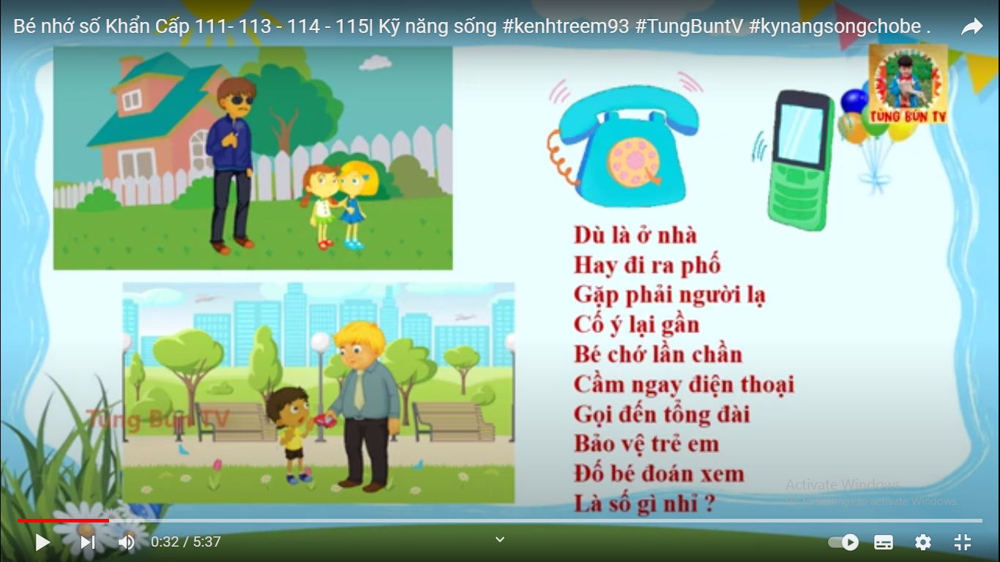 Bé nhớ số Khẩn Cấp 111- 113 - 114 - 115| Kỹ năng sống #kenhtreem93 #TungBuntV #kynangsongchobe .
TÙNG BÚN TV
Dù là ở nhà
Hay đi ra phố
Gặp phải người lạ
Cố ý lại gần
Bé chớ lần chần
Cầm ngay điện thoại
Gọi đến tổng đài
Bảo vệ trẻ em
Đố bé đoán xem
Là số gì nhỉ ?
Tùng Bún TV
Activate Windows
Go to Settings to activate Windows.
0:32 / 5:37